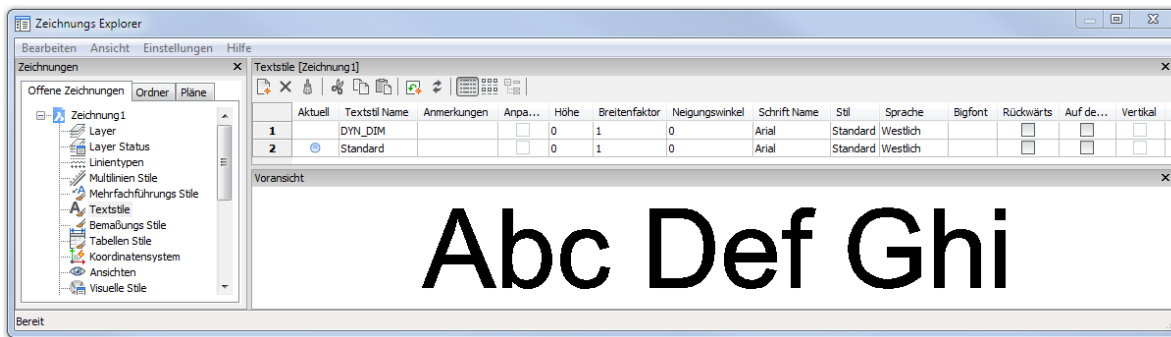 Zeichnungs Explorer
Bearbeiten Ansicht Einstellungen Hilfe
Zeichnungen
Offene Zeichnungen Ordner Pläne
Zeichnung1
Layer
Layer Status
Linientypen
Multilinien Stile
Mehrfachführungs Stile
Textstile
Bemaßungs Stile
Tabellen Stile
Koordinatensystem
Ansichten
Visuelle Stile
Textstile [Zeichnung1]
Aktuell Textstil Name Anmerkungen Anpa... Höhe Breitenfaktor Neigungswinkel Schrift Name Stil Sprache Bigfont Rückwärts Auf de... Vertikal
1 DYN_DIM 0 1 0 Arial Standard Westlich
2 Standard 0 1 0 Arial Standard Westlich
Voransicht
Abc Def Ghi
Bereit